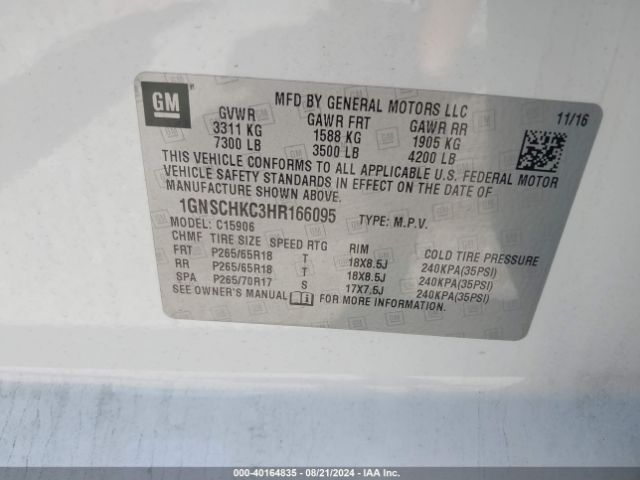 GM
MFD BY GENERAL MOTORS LLC
11/16
GVWR GAWR FRT GAWR RR
3311 KG 1588 KG 1905 KG
7300 LB 3500 LB 4200 LB
THIS VEHICLE CONFORMS TO ALL APPLICABLE U.S. FEDERAL MOTOR
VEHICLE SAFETY STANDARDS IN EFFECT ON THE DATE OF
MANUFACTURE SHOWN ABOVE.
1GNSCHKC3HR166095 TYPE: M.P.V.
MODEL: C15906
CHMF TIRE SIZE SPEED RTG RIM COLD TIRE PRESSURE
FRT P265/65R18 T 18X8.5J 240KPA(35PSI)
RR P265/65R18 T 18X8.5J 240KPA(35PSI)
SPA P265/70R17 S 17X7.5J 240KPA(35PSI)
SEE OWNER'S MANUAL FOR MORE INFORMATION.
000-40164835 - 08/21/2024 - IAA Inc.